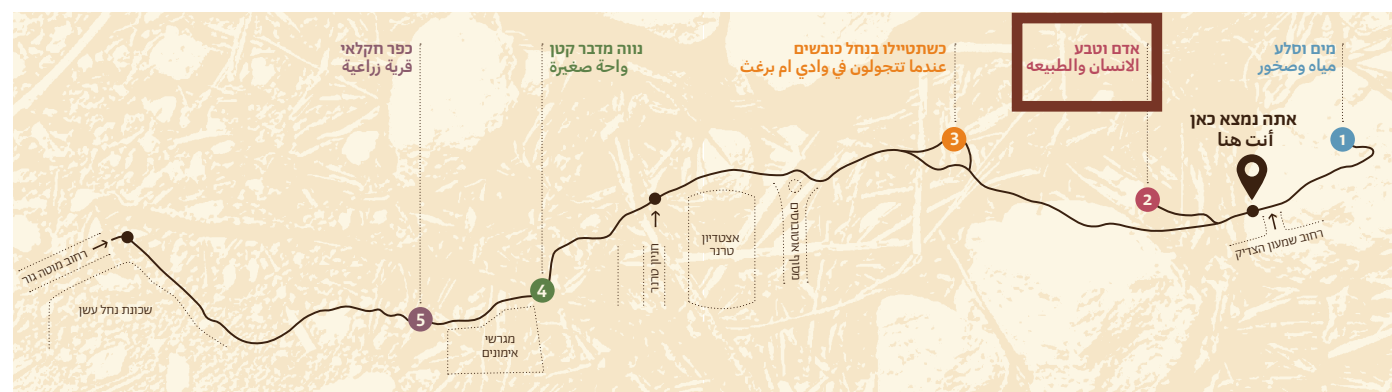 מים וסלע
مياه وصخور
1
אתה נמצא כאן
أنت هنا
רחוב שמעון הצדיק
אדם וטבע
الانسان والطبيعه
2
כשתטיילו בנחל כובשים
عندما تتجولون في وادي ام برغث
3
מסוף אוטובוסים
אצטדיון
טרנר
חניון טרנר
נווה מדבר קטן
واحة صغيرة
4
מגרשי
אימונים
כפר חקלאי
قرية زراعية
5
שכונת נחל עשן
רחוב מוטה גור